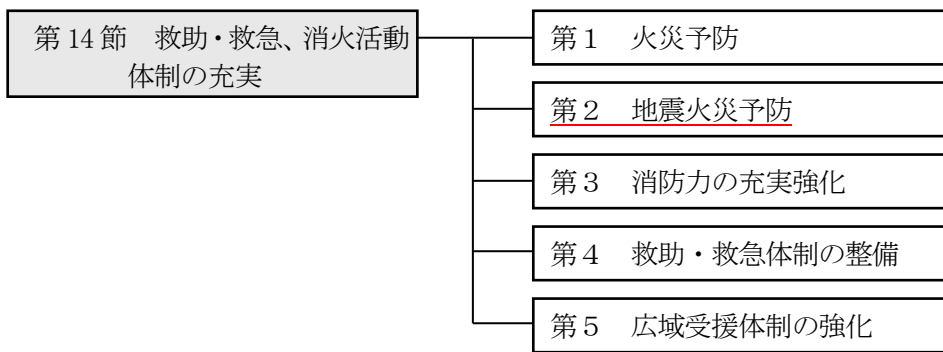 第14節　救助・救急、消火活動
体制の充実
第１　火災予防
第２　地震火災予防
第３　消防力の充実強化
第４　救助・救急体制の整備
第５　広域受援体制の強化